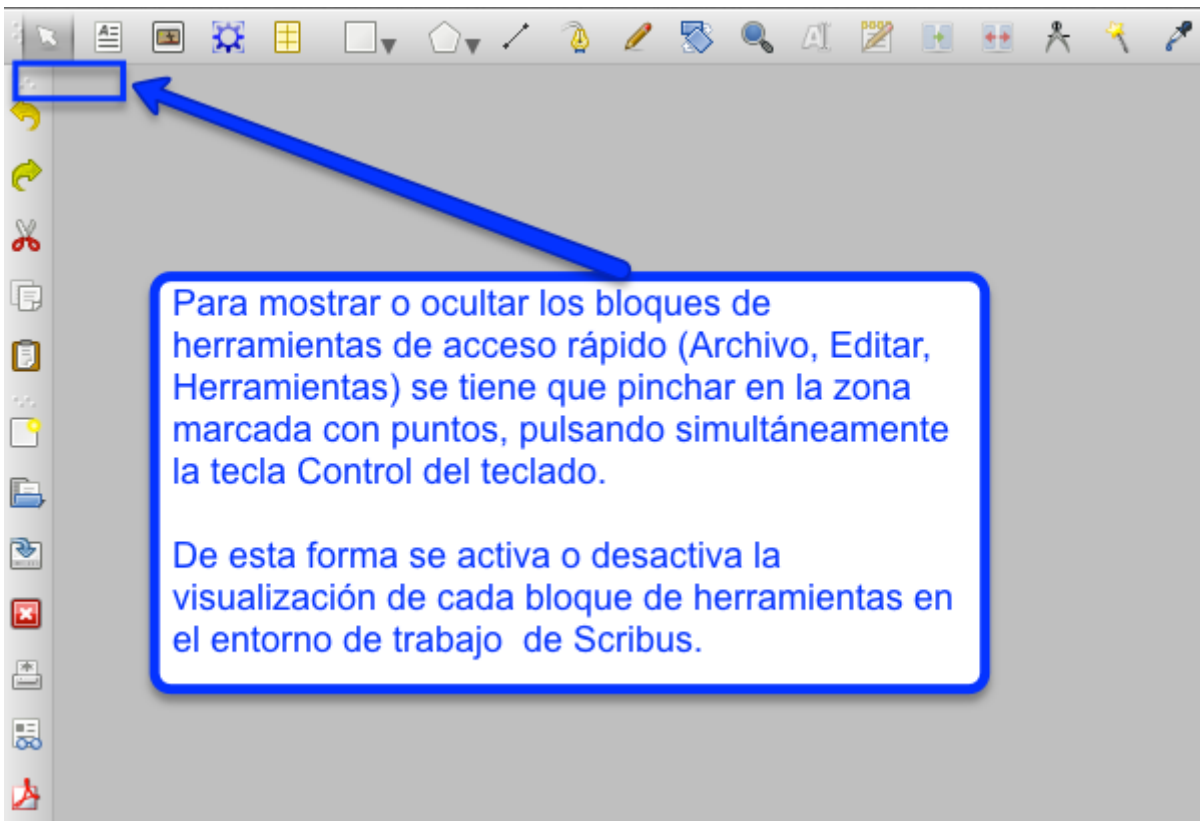 Para mostrar o ocultar los bloques de
herramientas de acceso rápido (Archivo, Editar,
Herramientas) se tiene que pinchar en la zona
marcada con puntos, pulsando simultáneamente
la tecla Control del teclado.
De esta forma se activa o desactiva la
visualización de cada bloque de herramientas en
el entorno de trabajo  de Scribus.